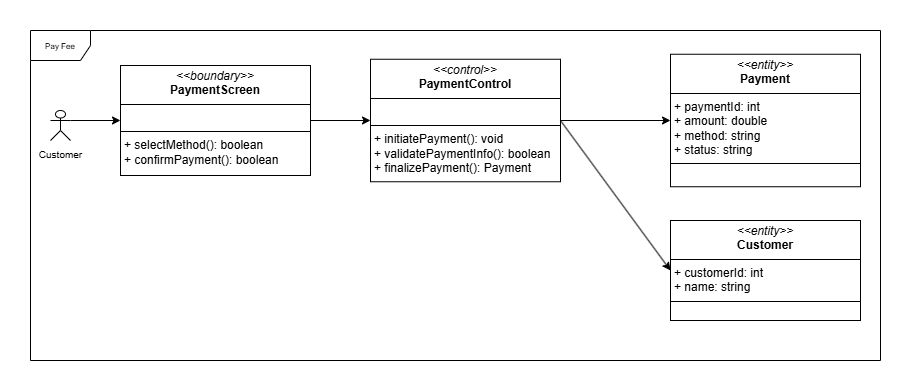 Pay Fee
Customer
<<boundary>>
PaymentScreen
+ selectMethod(): boolean
+ confirmPayment(): boolean
<<control>>
PaymentControl
+ initiatePayment(): void
+ validatePaymentInfo(): boolean
+ finalizePayment(): Payment
<<entity>>
Payment
+ paymentId: int
+ amount: double
+ method: string
+ status: string
<<entity>>
Customer
+ customerId: int
+ name: string